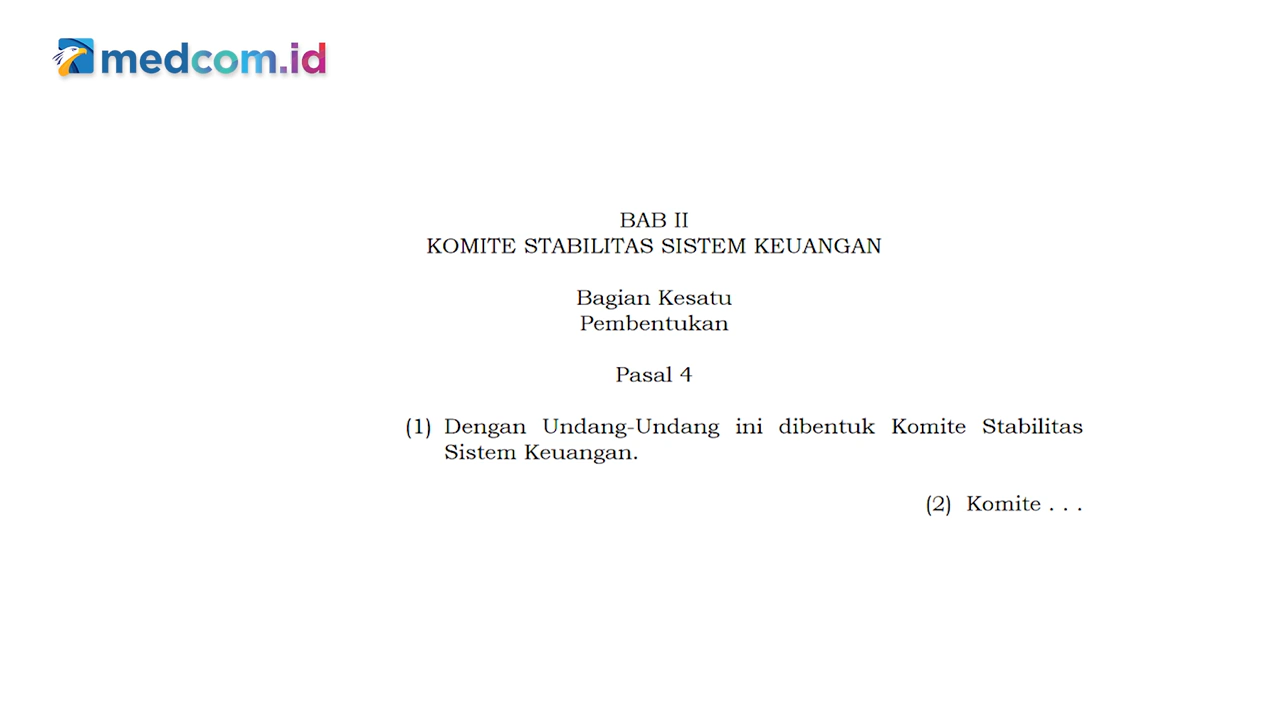 medcom.id
BAB II
KOMITE STABILITAS SISTEM KEUANGAN
Bagian Kesatu
Pembentukan
Pasal 4
(1) Dengan Undang-Undang ini dibentuk Komite Stabilitas
Sistem Keuangan.
(2) Komite . . .